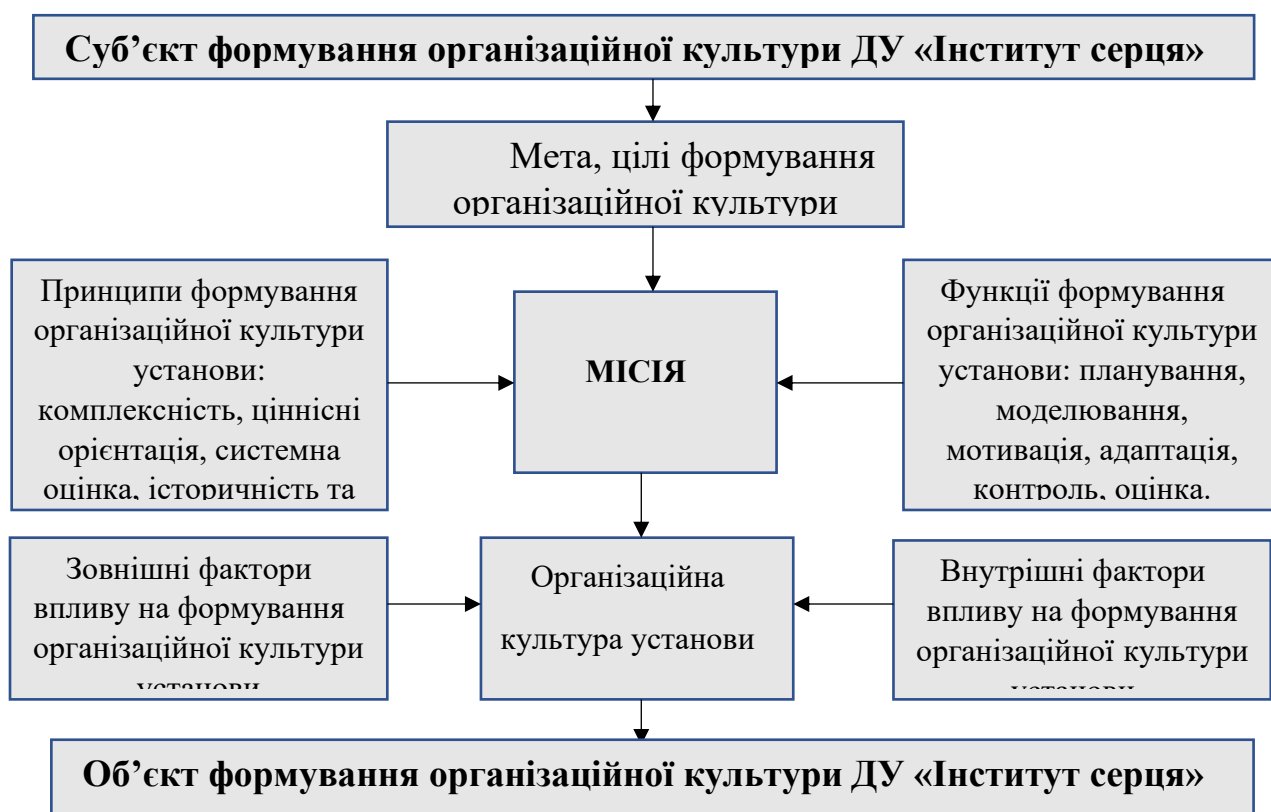 Суб’єкт формування організаційної культури ДУ «Інститут серця»
Мета, цілі формування
організаційної культури
Принципи формування
організаційної культури
установи:
комплексність, ціннісні
орієнтація, системна
оцінка, історичність та
МІСІЯ
Функції формування
організаційної культури
установи: планування,
моделювання,
мотивація, адаптація,
контроль, оцінка.
Зовнішні фактори
впливу на формування
організаційної культури
установи
Організаційна
культура установи
Внутрішні фактори
впливу на формування
організаційної культури
установи
Об’єкт формування організаційної культури ДУ «Інститут серця»